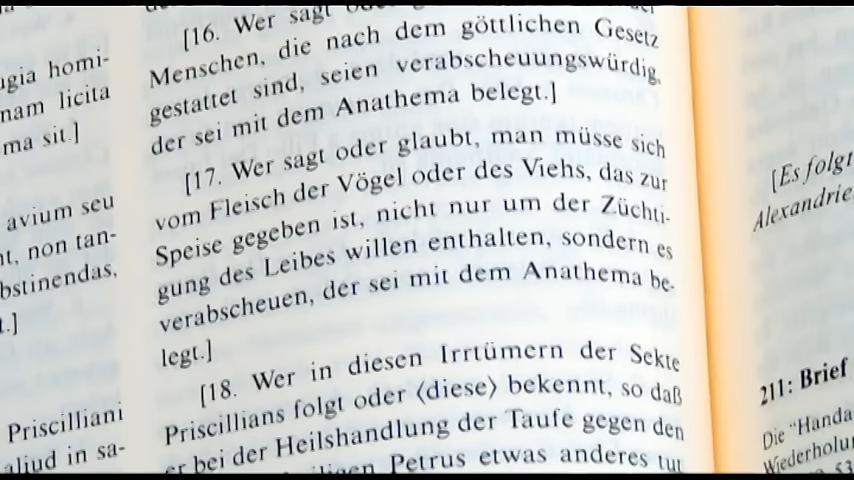 ugia homi-
nam licita
ma sit.]
avium seu
nt, non tan-
bstinendas,
t.]
Priscilliani
aliud in sa-
[16. Wer sagt oder
Menschen, die nach dem göttlichen Gesetz
gestattet sind, seien verabscheuungswürdig,
der sei mit dem Anathema belegt.]
[17. Wer sagt oder glaubt, man müsse sich
vom Fleisch der Vögel oder des Viehs, das zur
Speise gegeben ist, nicht nur um der Züchti-
gung des Leibes willen enthalten, sondern es
verabscheuen, der sei mit dem Anathema be-
legt.]
[18. Wer in diesen Irrtümern der Sekte
Priscillians folgt oder ⟨diese⟩ bekennt, so daß
er bei der Heilshandlung der Taufe gegen den
Petrus etwas anderes tut
[Es folgt
Alexandrie
211: Brief
Die "Handa
Wiederholun